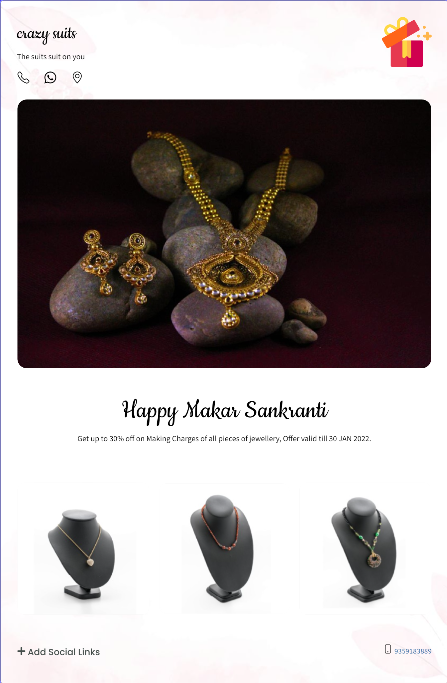 crazy suits
The suits suit on you
Happy Makar Sankranti
Get up to 30% off on Making Charges of all pieces of jewellery, Offer valid till 30 JAN 2022.
+ Add Social Links
9359183889